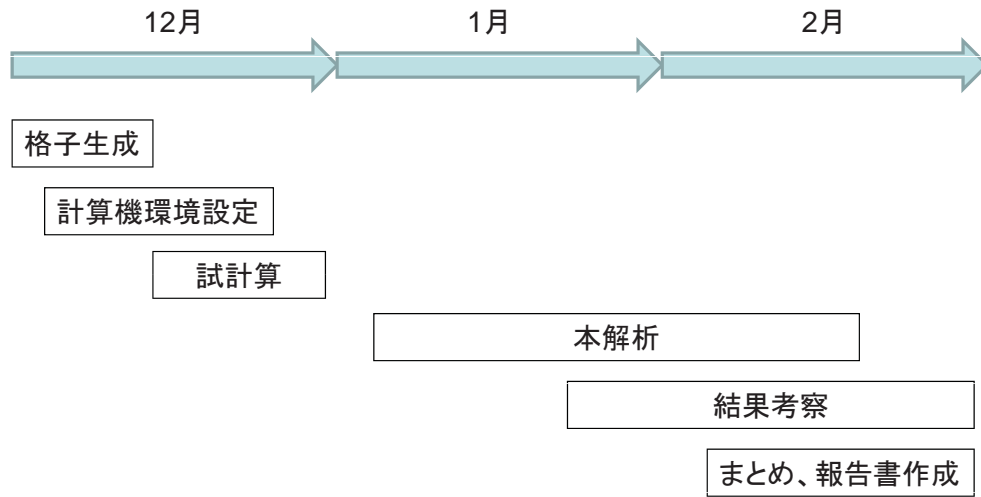 12月 1月 2月
格子生成
計算機環境設定
試計算
本解析
結果考察
まとめ、報告書作成